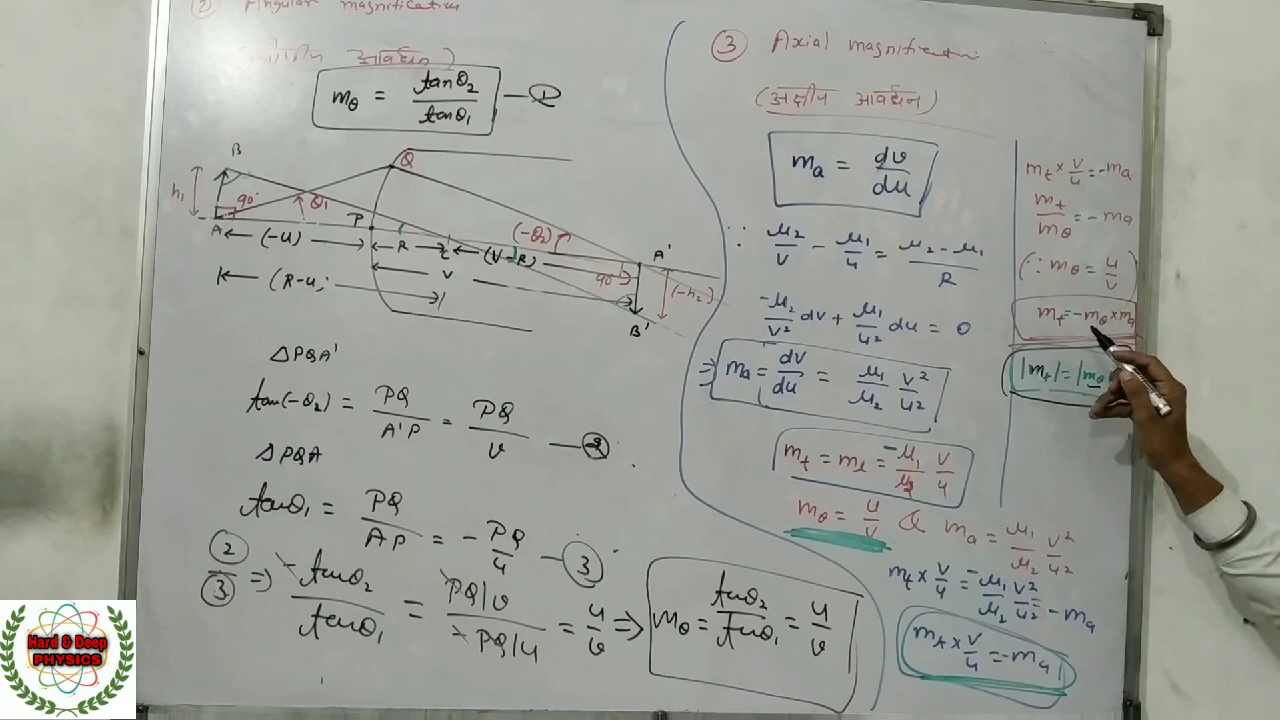 ② Angular magnification
(कोणीय आवर्धन)
mθ = tanθ2/tanθ1 — ①
B
Q
h1
90°
θ1
P
A
(-u)
R
(-θ2)
(V-R)
A'
90
(-h2)
(R-u)
v
B'
△PQA'
tan(-θ2) = PQ/A'P = PQ/v — ②
△PQA
tanθ1 = PQ/AP = - PQ/u — ③
②/③ ⇒ -tanθ2/tanθ1 = PQ/v/-PQ/u = u/v ⇒ mθ = tanθ2/tanθ1 = u/v
③ Axial magnification
(अक्षीय आवर्धन)
ma = dv/du
∵ μ2/v - μ1/u = μ2-μ1/R
-μ2/v² dv + μ1/u² du = 0
⇒ ma = dv/du = μ1/μ2 v²/u²
mt = ml = -μ1/μ2 v/u
mθ = u/v & ma = μ1/μ2 v²/u²
mt × v/u = -μ1/μ2 v²/u² = -ma
mt × v/u = -ma
mt × v/u = -ma
mt/mθ = -ma
(∵ mθ = u/v)
mt = -mθ × ma
|mt| = |mθ
Hard & Deep
PHYSICS